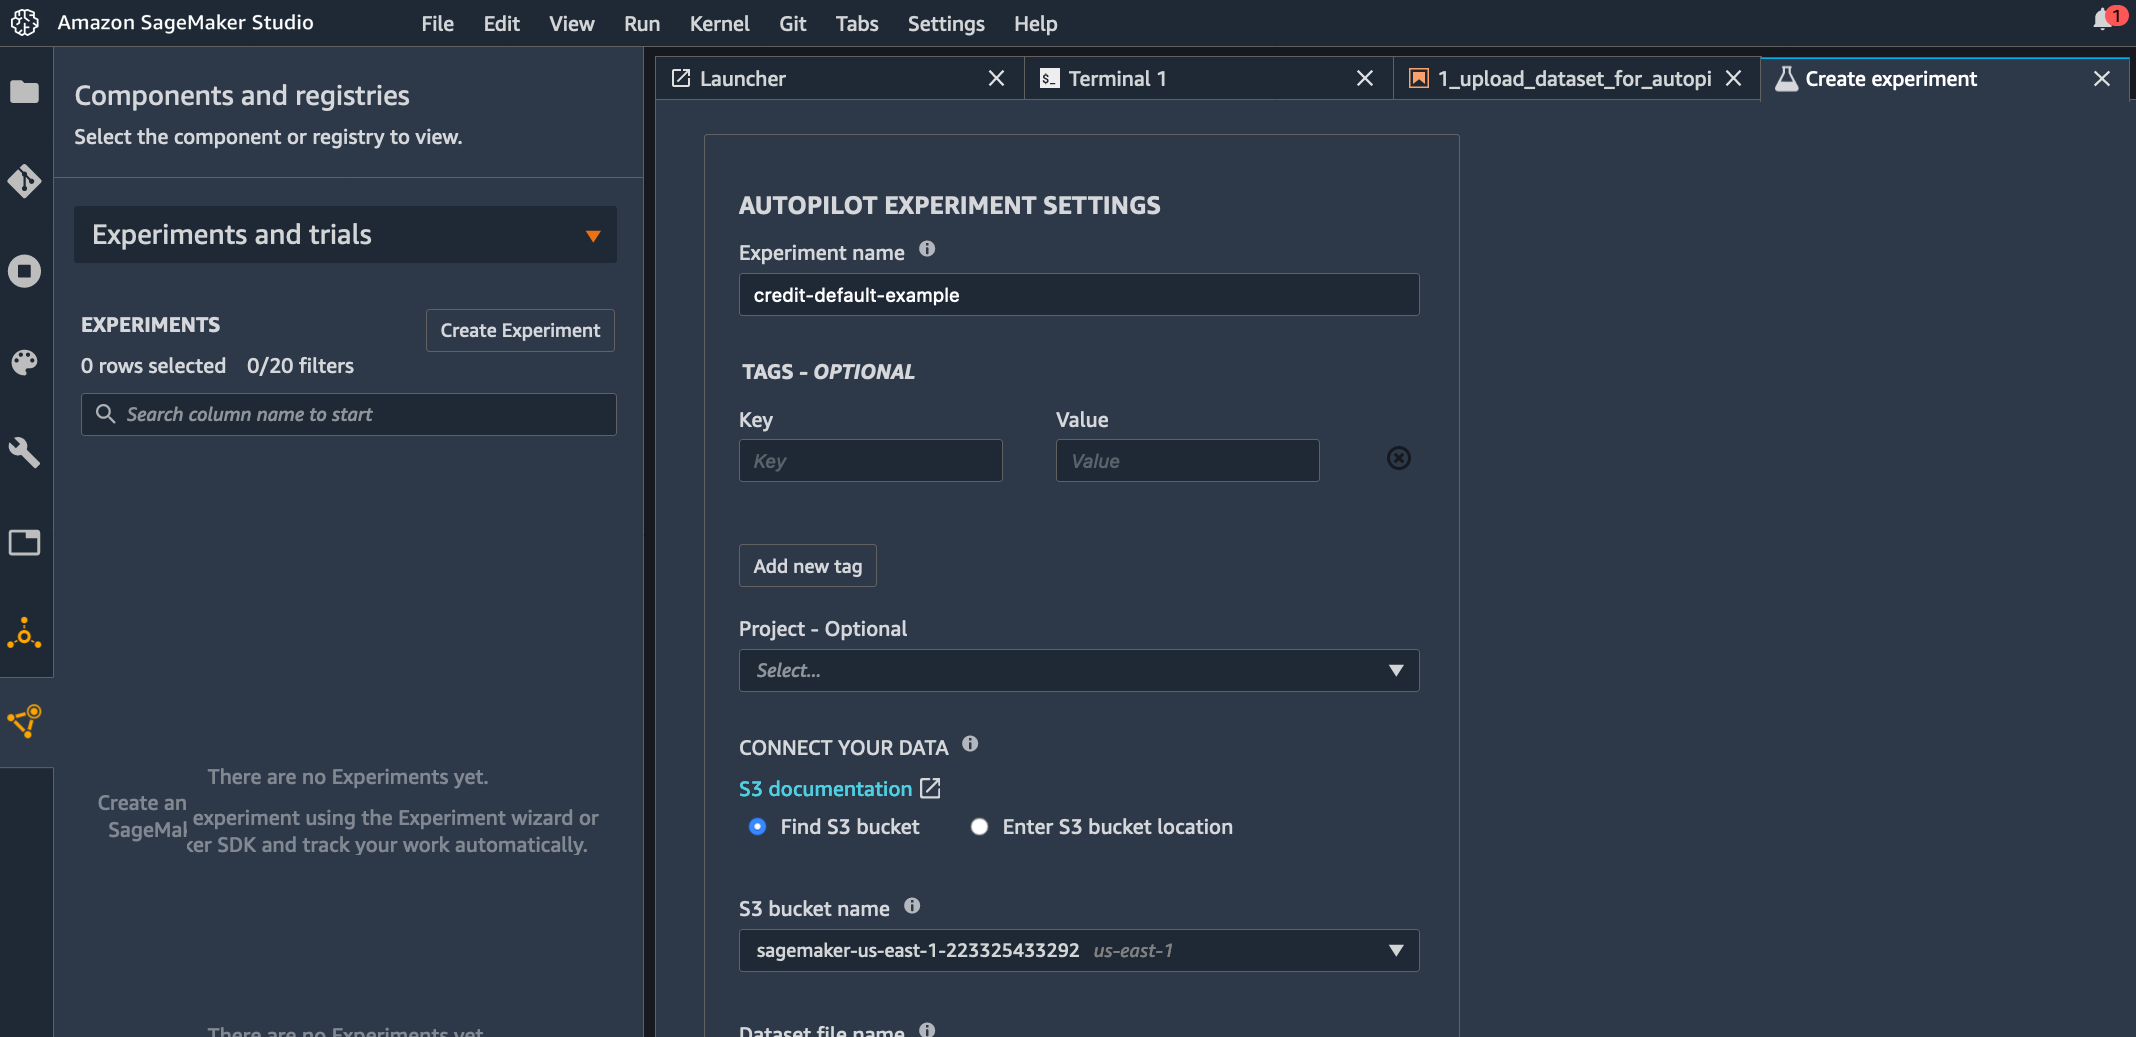 Amazon SageMaker Studio File Edit View Run Kernel Git Tabs Settings Help 1
Components and registries
Select the component or registry to view.
Experiments and trials
EXPERIMENTS
Create Experiment
0 rows selected 0/20 filters
Search column name to start
There are no Experiments yet.
Create an experiment using the Experiment wizard or
SageMaker SDK and track your work automatically.
There are no Experiments yet.
Launcher
$_ Terminal 1
1_upload_dataset_for_autopi
Create experiment
AUTOPILOT EXPERIMENT SETTINGS
Experiment name
credit-default-example
TAGS - OPTIONAL
Key Value
Key Value
Add new tag
Project - Optional
Select...
CONNECT YOUR DATA
S3 documentation
Find S3 bucket Enter S3 bucket location
S3 bucket name
sagemaker-us-east-1-223325433292 us-east-1
Dataset file name